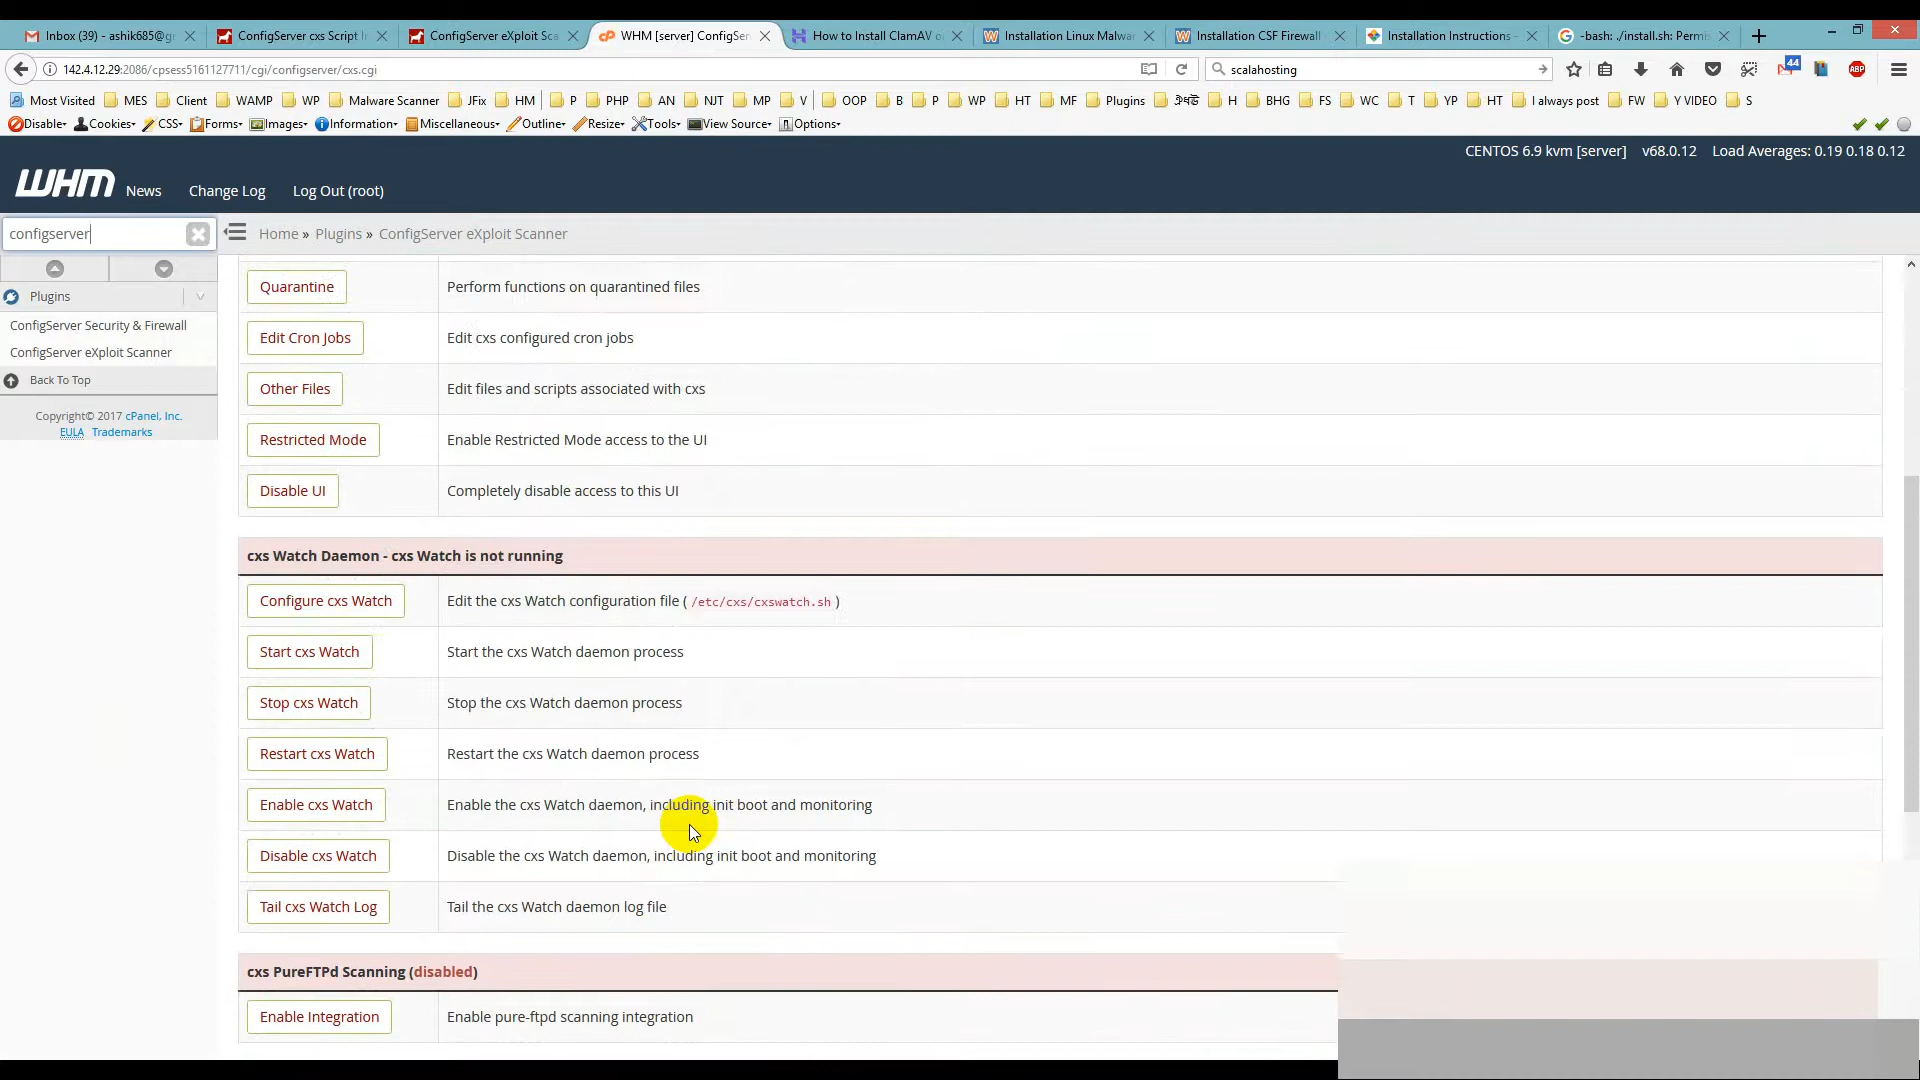 Inbox (39) - ashik685@g
ConfigServer cxs Script I
ConfigServer eXploit Sca
WHM [server] ConfigSer
How to Install ClamAV o
Installation Linux Malwa
Installation CSF Firewall
Installation Instructions -
-bash: ./install.sh: Permis
142.4.12.29:2086/cpsess5161127711/cgi/configserver/cxs.cgi
scalahosting
44
ABP
Most Visited MES Client WAMP WP Malware Scanner JFix HM P PHP AN NJT MP V OOP B P WP HT MF Plugins H BHG FS WC T YP HT I always post FW Y VIDEO S
Disable Cookies CSS Forms Images Information Miscellaneous Outline Resize Tools View Source Options
CENTOS 6.9 kvm [server] v68.0.12 Load Averages: 0.19 0.18 0.12
WHM News Change Log Log Out (root)
configserver
Home » Plugins » ConfigServer eXploit Scanner
Plugins
ConfigServer Security & Firewall
ConfigServer eXploit Scanner
Back To Top
Copyright© 2017 cPanel, Inc.
EULA Trademarks
Quarantine Perform functions on quarantined files
Edit Cron Jobs Edit cxs configured cron jobs
Other Files Edit files and scripts associated with cxs
Restricted Mode Enable Restricted Mode access to the UI
Disable UI Completely disable access to this UI
cxs Watch Daemon - cxs Watch is not running
Configure cxs Watch Edit the cxs Watch configuration file ( /etc/cxs/cxswatch.sh )
Start cxs Watch Start the cxs Watch daemon process
Stop cxs Watch Stop the cxs Watch daemon process
Restart cxs Watch Restart the cxs Watch daemon process
Enable cxs Watch Enable the cxs Watch daemon, including init boot and monitoring
Disable cxs Watch Disable the cxs Watch daemon, including init boot and monitoring
Tail cxs Watch Log Tail the cxs Watch daemon log file
cxs PureFTPd Scanning (disabled)
Enable Integration Enable pure-ftpd scanning integration